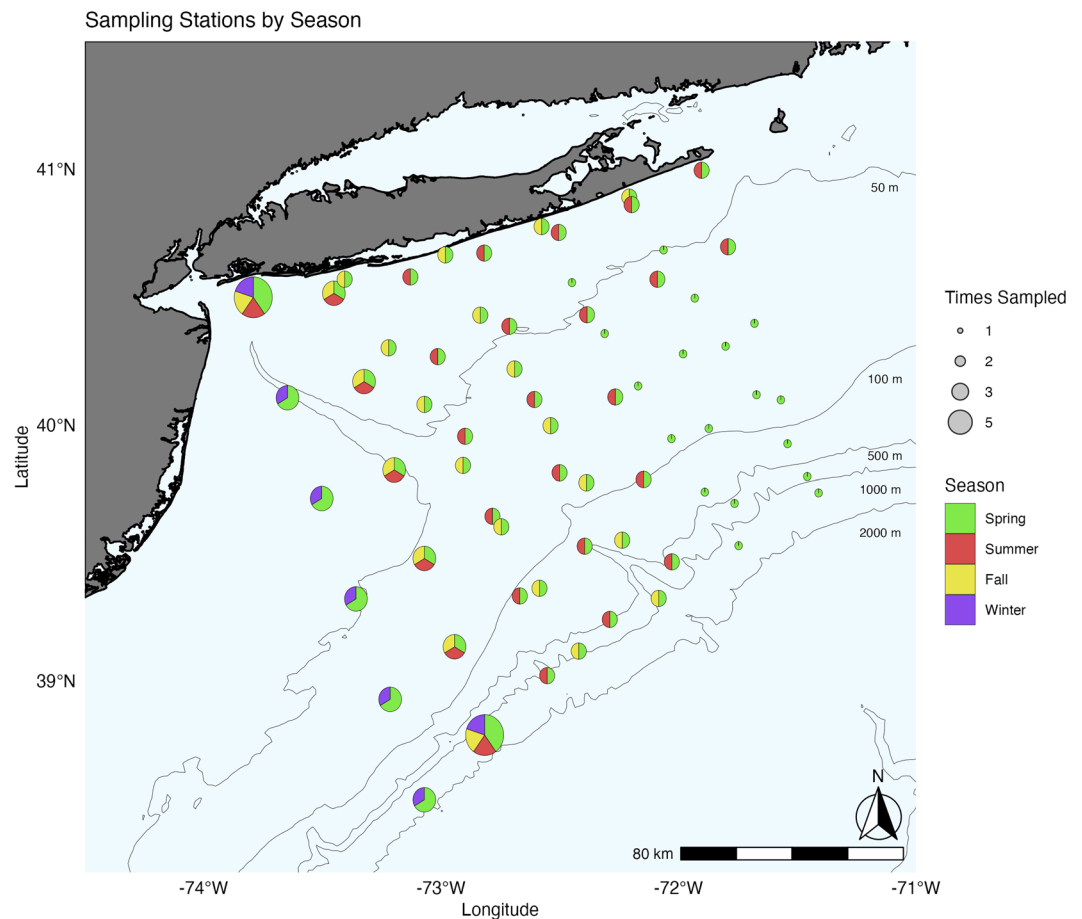 Sampling Stations by Season
41°N
40°N
39°N
Latitude
50 m
100 m
500 m
1000 m
2000 m
N
80 km
-74°W
-73°W
-72°W
-71°W
Longitude
Times Sampled
1
2
3
5
Season
Spring
Summer
Fall
Winter